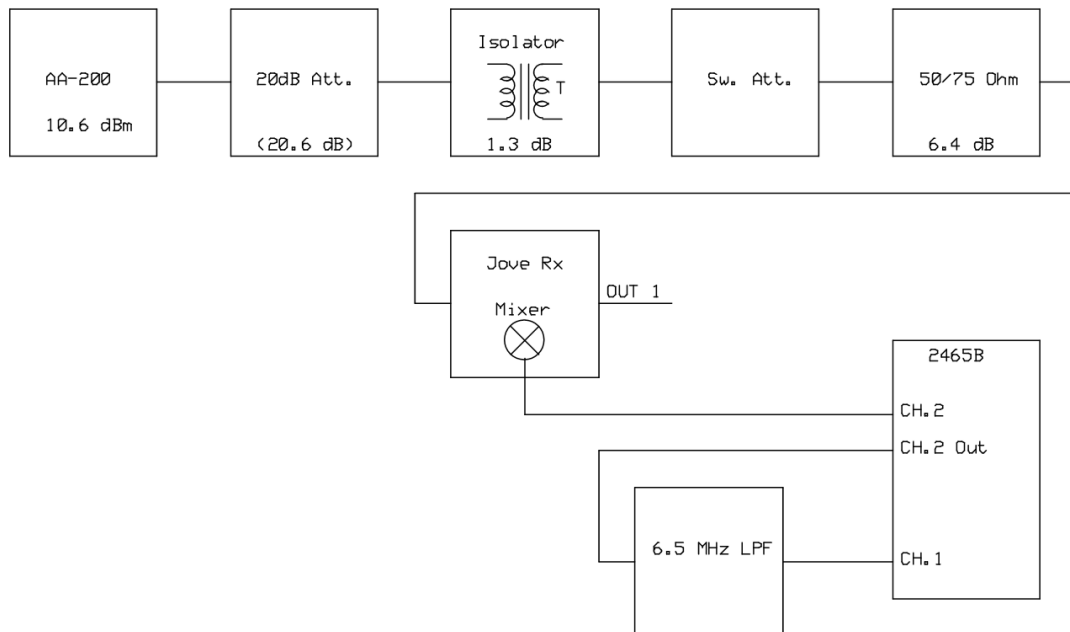 AA-200
10.6 dBm
20dB Att.
(20.6 dB)
Isolator
T
1.3 dB
Sw. Att.
50/75 Ohm
6.4 dB
Jove Rx
Mixer
OUT 1
2465B
CH.2
CH.2 Out
6.5 MHz LPF
CH.1